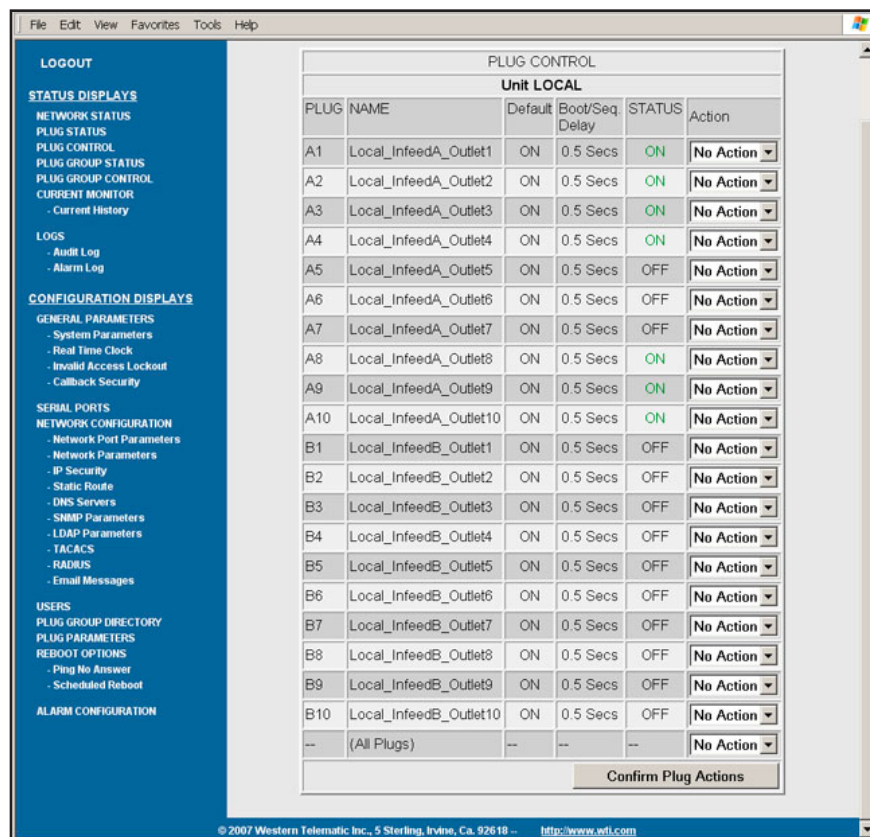 File Edit View Favorites Tools Help
LOGOUT
STATUS DISPLAYS
NETWORK STATUS
PLUG STATUS
PLUG CONTROL
PLUG GROUP STATUS
PLUG GROUP CONTROL
CURRENT MONITOR
- Current History
LOGS
- Audit Log
- Alarm Log
CONFIGURATION DISPLAYS
GENERAL PARAMETERS
- System Parameters
- Real Time Clock
- Invalid Access Lockout
- Callback Security
SERIAL PORTS
NETWORK CONFIGURATION
- Network Port Parameters
- Network Parameters
- IP Security
- Static Route
- DNS Servers
- SNMP Parameters
- LDAP Parameters
- TACACS
- RADIUS
- Email Messages
USERS
PLUG GROUP DIRECTORY
PLUG PARAMETERS
REBOOT OPTIONS
- Ping No Answer
- Scheduled Reboot
ALARM CONFIGURATION
PLUG CONTROL
Unit LOCAL
PLUG NAME Default Boot/Seq. Delay STATUS Action
A1 Local_InfeedA_Outlet1 ON 0.5 Secs ON No Action
A2 Local_InfeedA_Outlet2 ON 0.5 Secs ON No Action
A3 Local_InfeedA_Outlet3 ON 0.5 Secs ON No Action
A4 Local_InfeedA_Outlet4 ON 0.5 Secs ON No Action
A5 Local_InfeedA_Outlet5 ON 0.5 Secs OFF No Action
A6 Local_InfeedA_Outlet6 ON 0.5 Secs OFF No Action
A7 Local_InfeedA_Outlet7 ON 0.5 Secs OFF No Action
A8 Local_InfeedA_Outlet8 ON 0.5 Secs ON No Action
A9 Local_InfeedA_Outlet9 ON 0.5 Secs ON No Action
A10 Local_InfeedA_Outlet10 ON 0.5 Secs ON No Action
B1 Local_InfeedB_Outlet1 ON 0.5 Secs OFF No Action
B2 Local_InfeedB_Outlet2 ON 0.5 Secs OFF No Action
B3 Local_InfeedB_Outlet3 ON 0.5 Secs OFF No Action
B4 Local_InfeedB_Outlet4 ON 0.5 Secs OFF No Action
B5 Local_InfeedB_Outlet5 ON 0.5 Secs OFF No Action
B6 Local_InfeedB_Outlet6 ON 0.5 Secs OFF No Action
B7 Local_InfeedB_Outlet7 ON 0.5 Secs OFF No Action
B8 Local_InfeedB_Outlet8 ON 0.5 Secs OFF No Action
B9 Local_InfeedB_Outlet9 ON 0.5 Secs OFF No Action
B10 Local_InfeedB_Outlet10 ON 0.5 Secs OFF No Action
-- (All Plugs) -- -- -- No Action
Confirm Plug Actions
© 2007 Western Telematic Inc., 5 Sterling, Irvine, Ca. 92618 -- http://www.wti.com